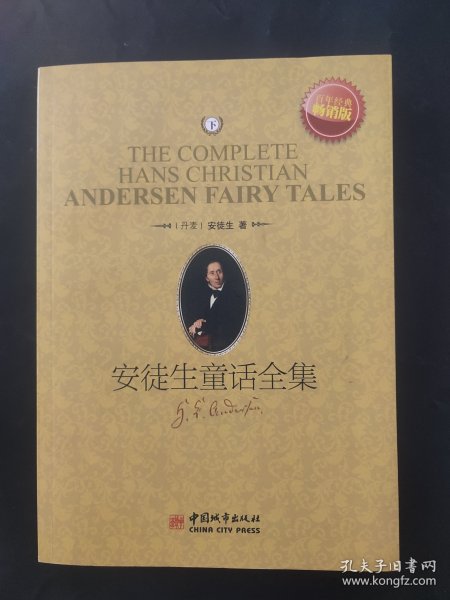 下
百年经典
畅销版
THE COMPLETE
HANS CHRISTIAN
ANDERSEN FAIRY TALES
[丹麦] 安徒生 著
安徒生童话全集
H. C. Andersen.
中国城市出版社
CHINA CITY PRESS
孔夫子旧书网
www.kongfz.com